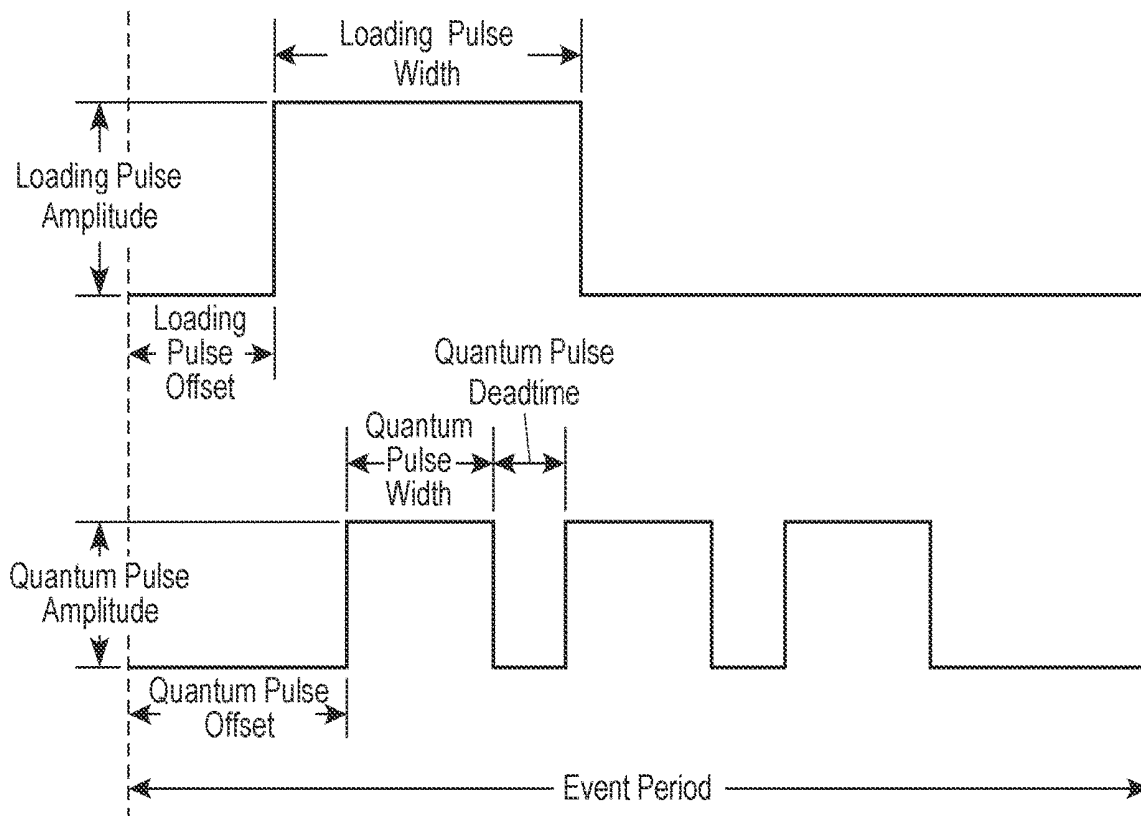 Loading Pulse
Width
Loading Pulse
Amplitude
Loading
Pulse
Offset
Quantum Pulse
Deadtime
Quantum
Pulse
Width
Quantum Pulse
Amplitude
Quantum Pulse
Offset
Event Period